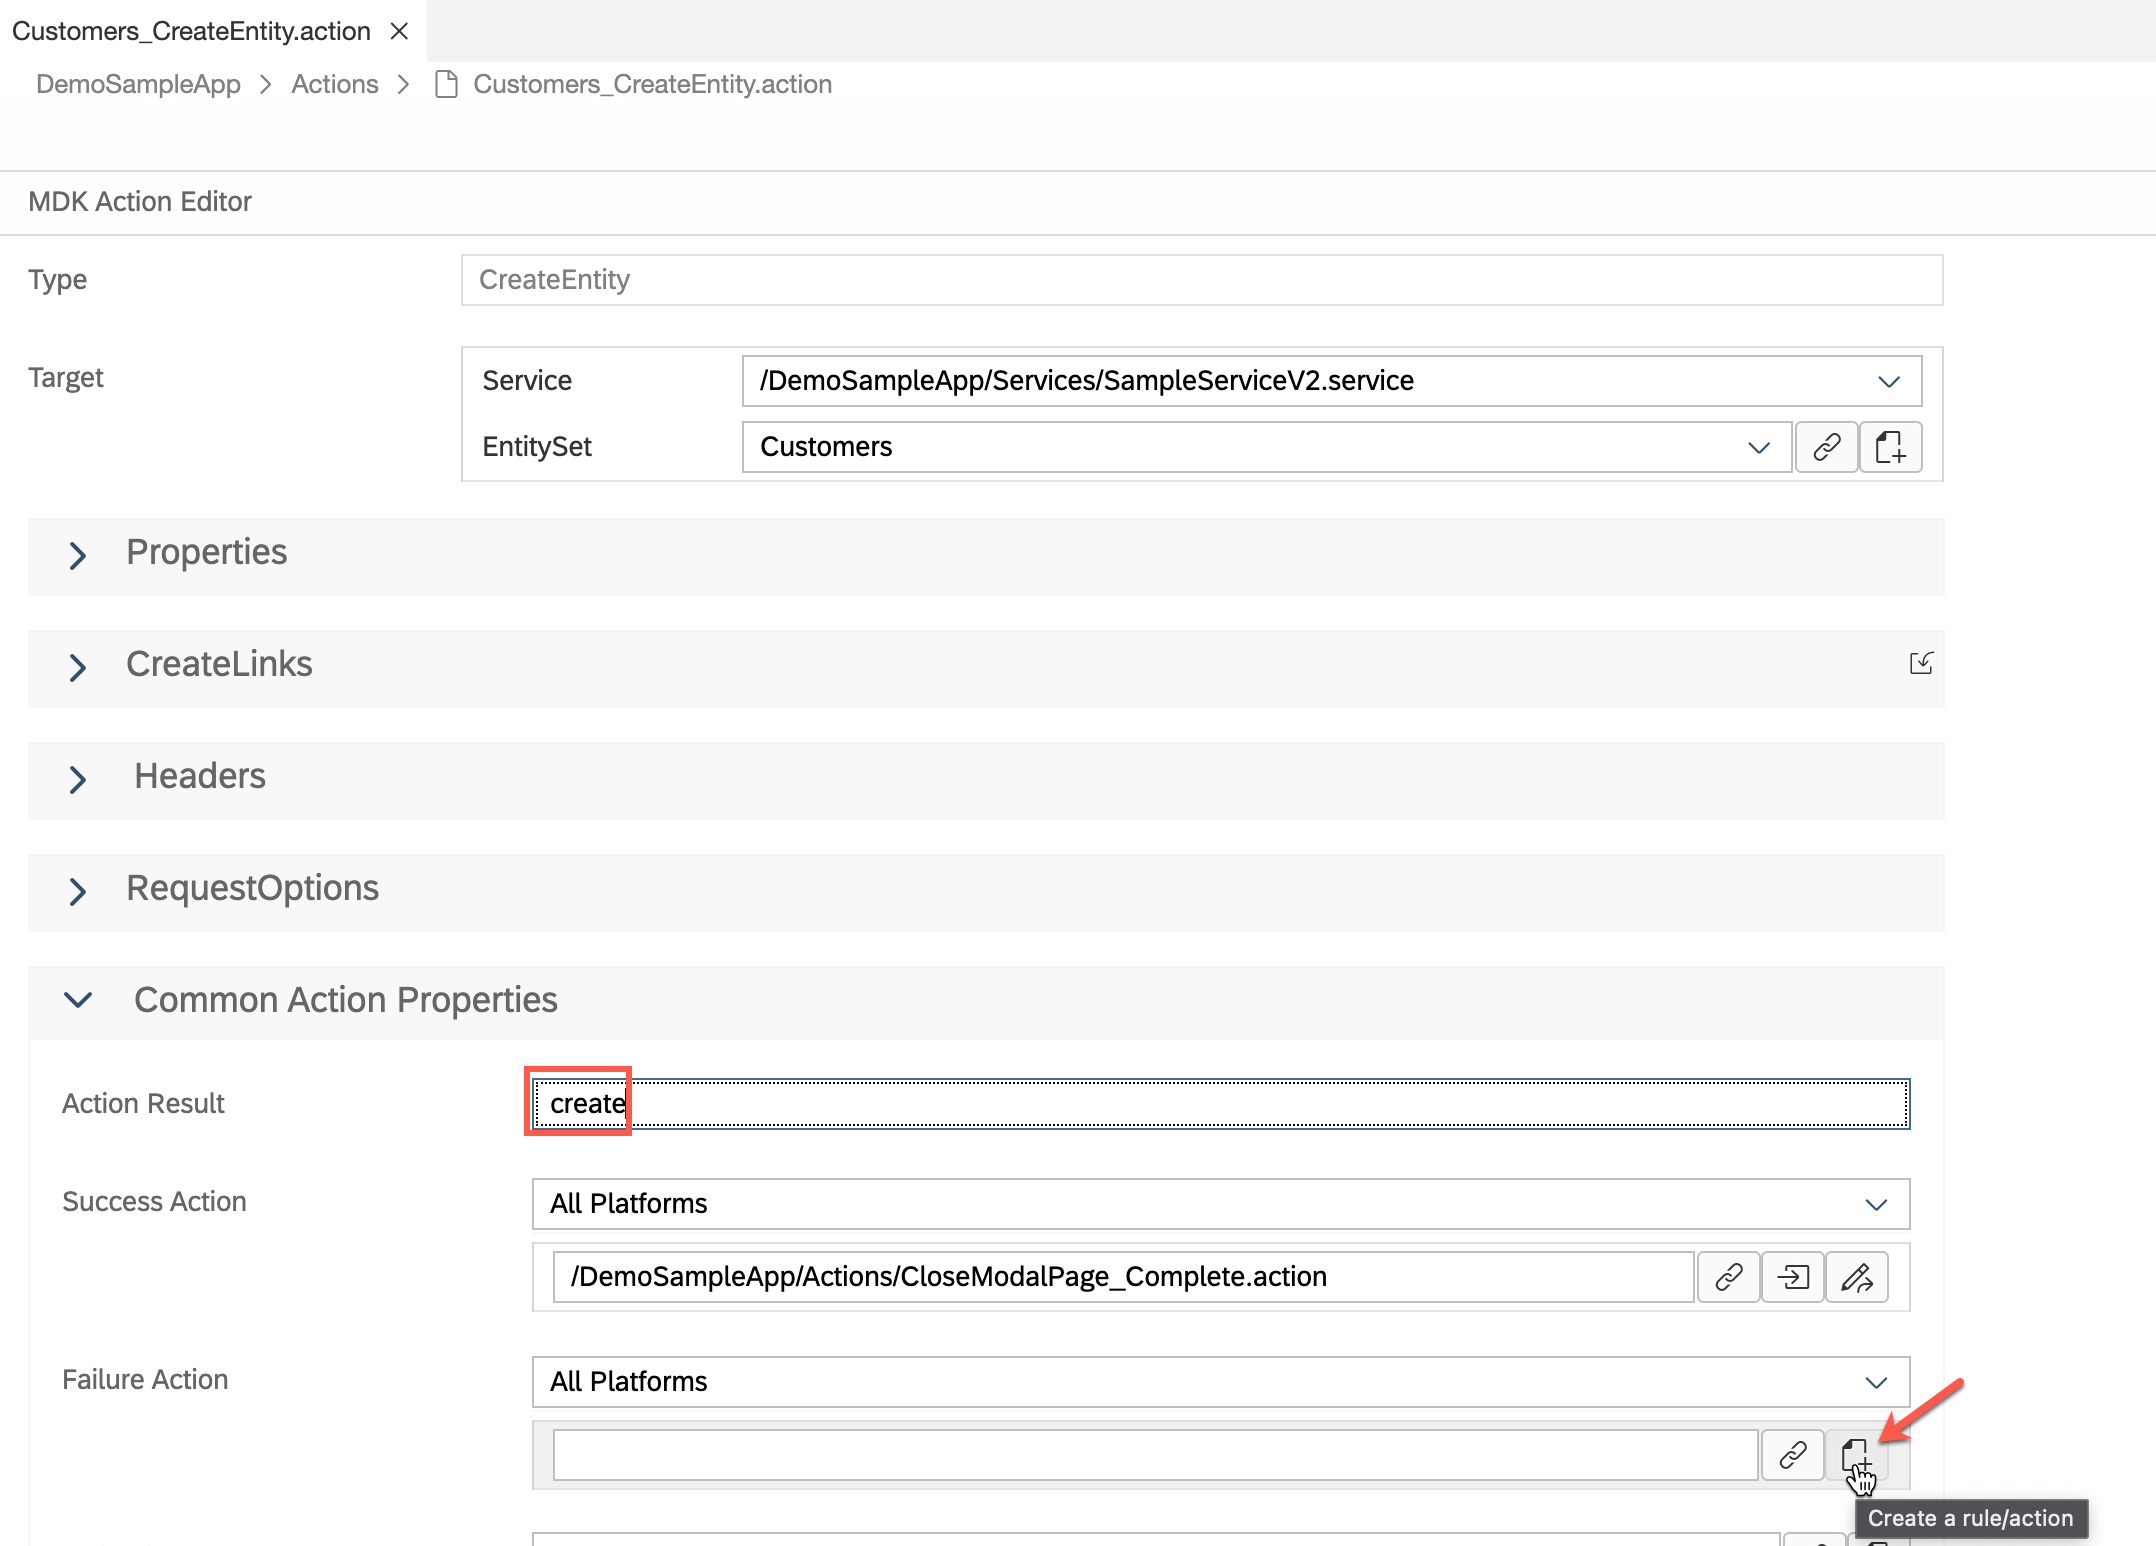 Customers_CreateEntity.action
DemoSampleApp > Actions > Customers_CreateEntity.action
MDK Action Editor
Type CreateEntity
Target Service /DemoSampleApp/Services/SampleServiceV2.service
EntitySet Customers
Properties
CreateLinks
Headers
RequestOptions
Common Action Properties
Action Result create
Success Action All Platforms
/DemoSampleApp/Actions/CloseModalPage_Complete.action
Failure Action All Platforms
Create a rule/action